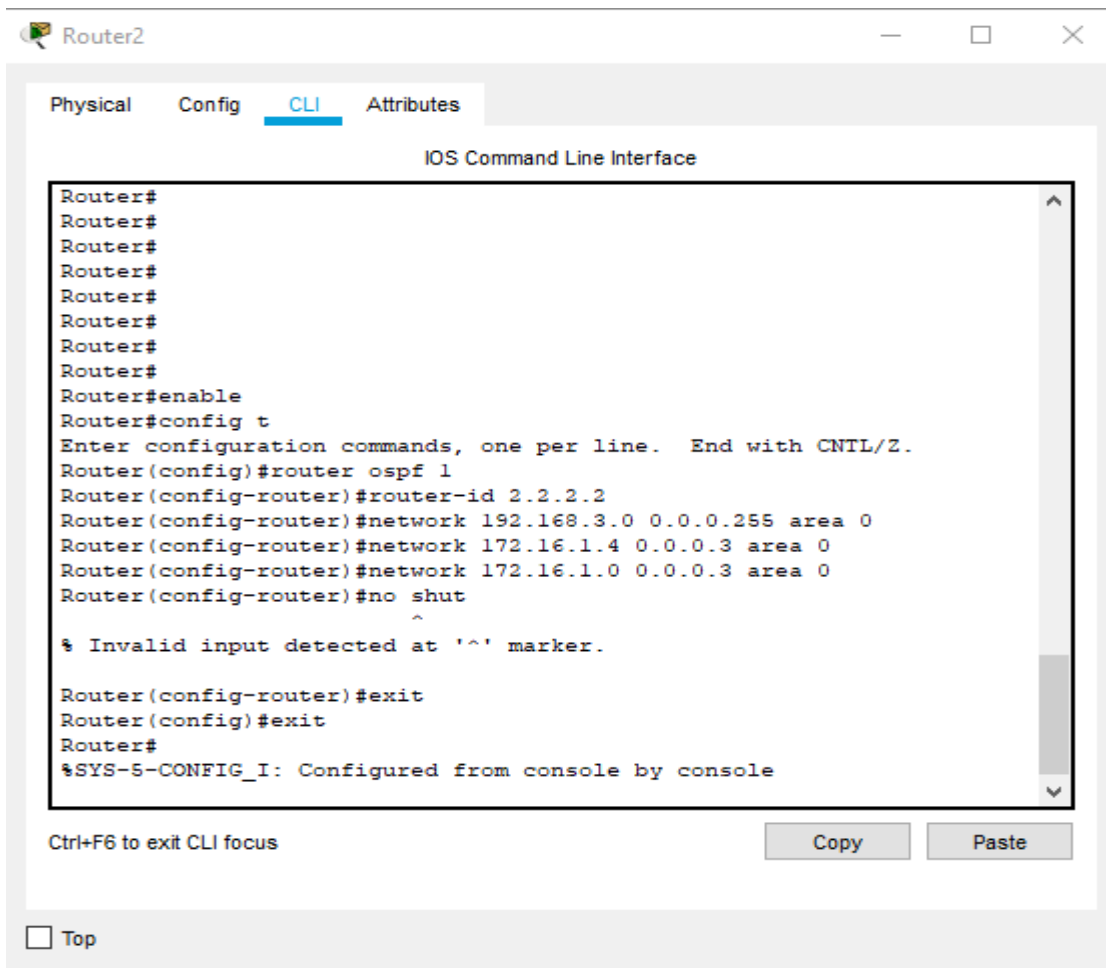 Router2
Physical Config CLI Attributes
IOS Command Line Interface
Router#
Router#
Router#
Router#
Router#
Router#
Router#
Router#
Router#enable
Router#config t
Enter configuration commands, one per line.  End with CNTL/Z.
Router(config)#router ospf 1
Router(config-router)#router-id 2.2.2.2
Router(config-router)#network 192.168.3.0 0.0.0.255 area 0
Router(config-router)#network 172.16.1.4 0.0.0.3 area 0
Router(config-router)#network 172.16.1.0 0.0.0.3 area 0
Router(config-router)#no shut
^
% Invalid input detected at '^' marker.
Router(config-router)#exit
Router(config)#exit
Router#
%SYS-5-CONFIG_I: Configured from console by console
Ctrl+F6 to exit CLI focus
Copy Paste
Top